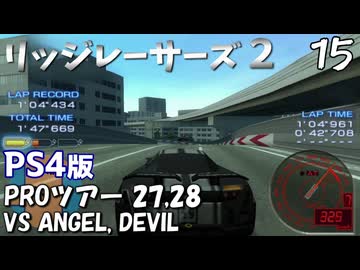 リッジレーサーズ2 15
LAP RECORD
1'04"434
TOTAL TIME
1'47"669
LAP TIME
1'04"961
0'42"708
PS4版
PROツアー 27,28
VS ANGEL, DEVIL
3AT
325